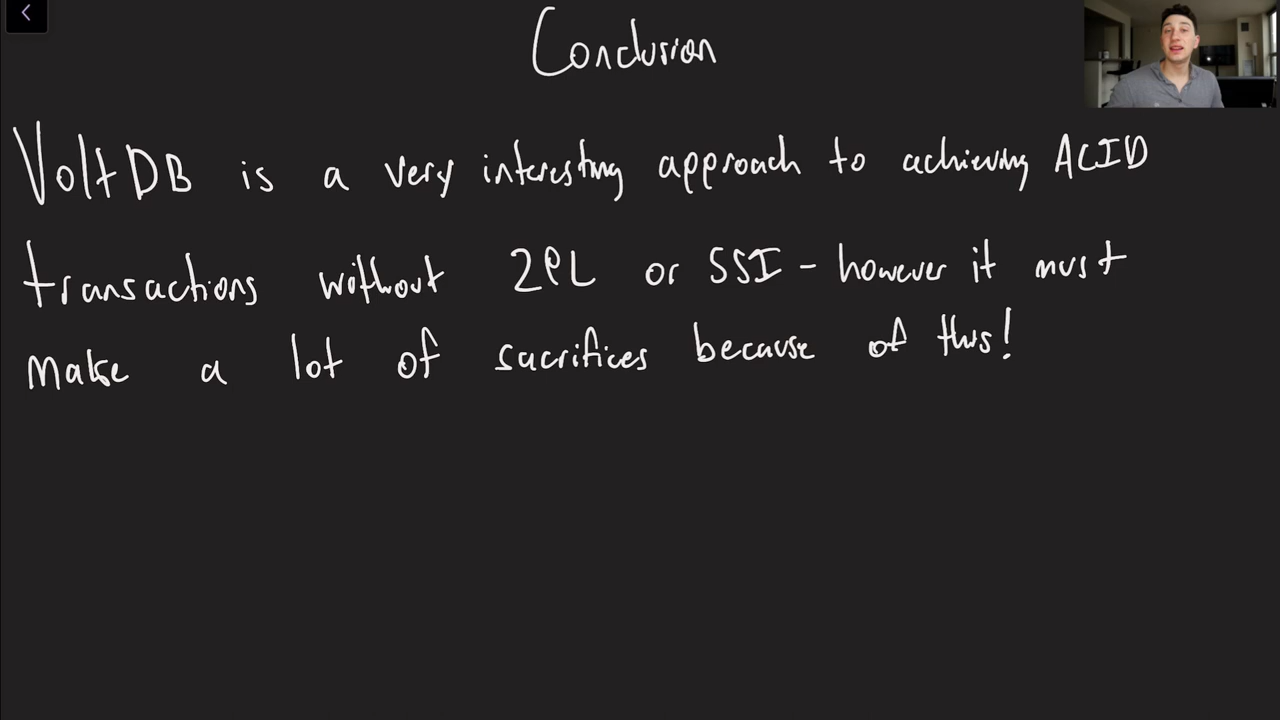 Conclusion
VoltDB is a very interesting approach to achieving ACID
transactions without 2PL or SSI - however it must
make a lot of sacrifices because of this!